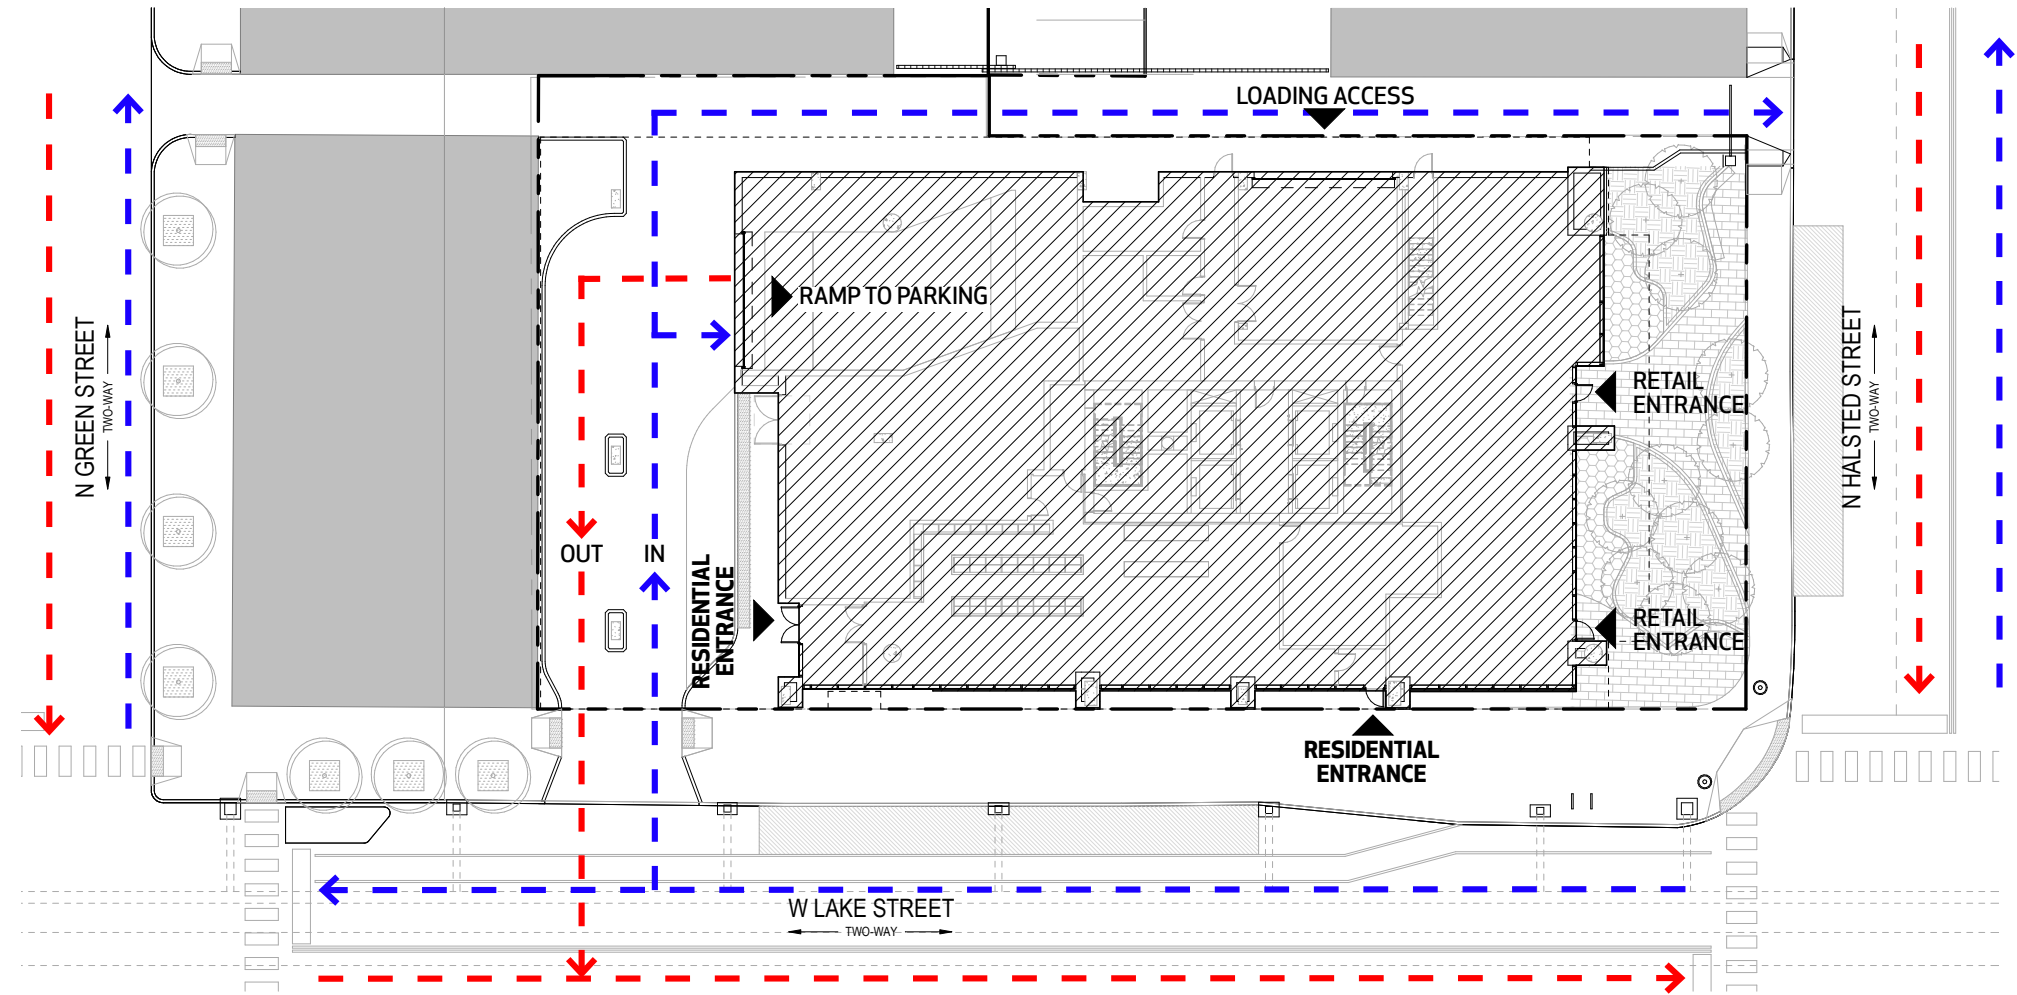 LOADING ACCESS
RAMP TO PARKING
N GREEN STREET
TWO-WAY
N HALSTED STREET
TWO-WAY
RETAIL
ENTRANCE
OUT
IN
RESIDENTIAL
ENTRANCE
RETAIL
ENTRANCE
RESIDENTIAL
ENTRANCE
W LAKE STREET
TWO-WAY